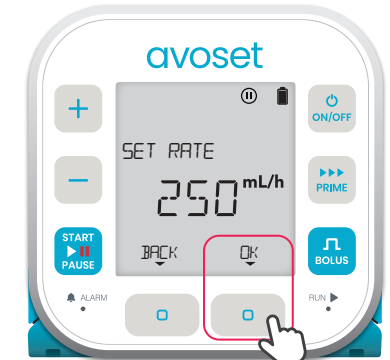 avoset
ON/OFF
SET RATE
250 mL/h
PRIME
START
PAUSE
BACK
OK
BOLUS
ALARM
RUN